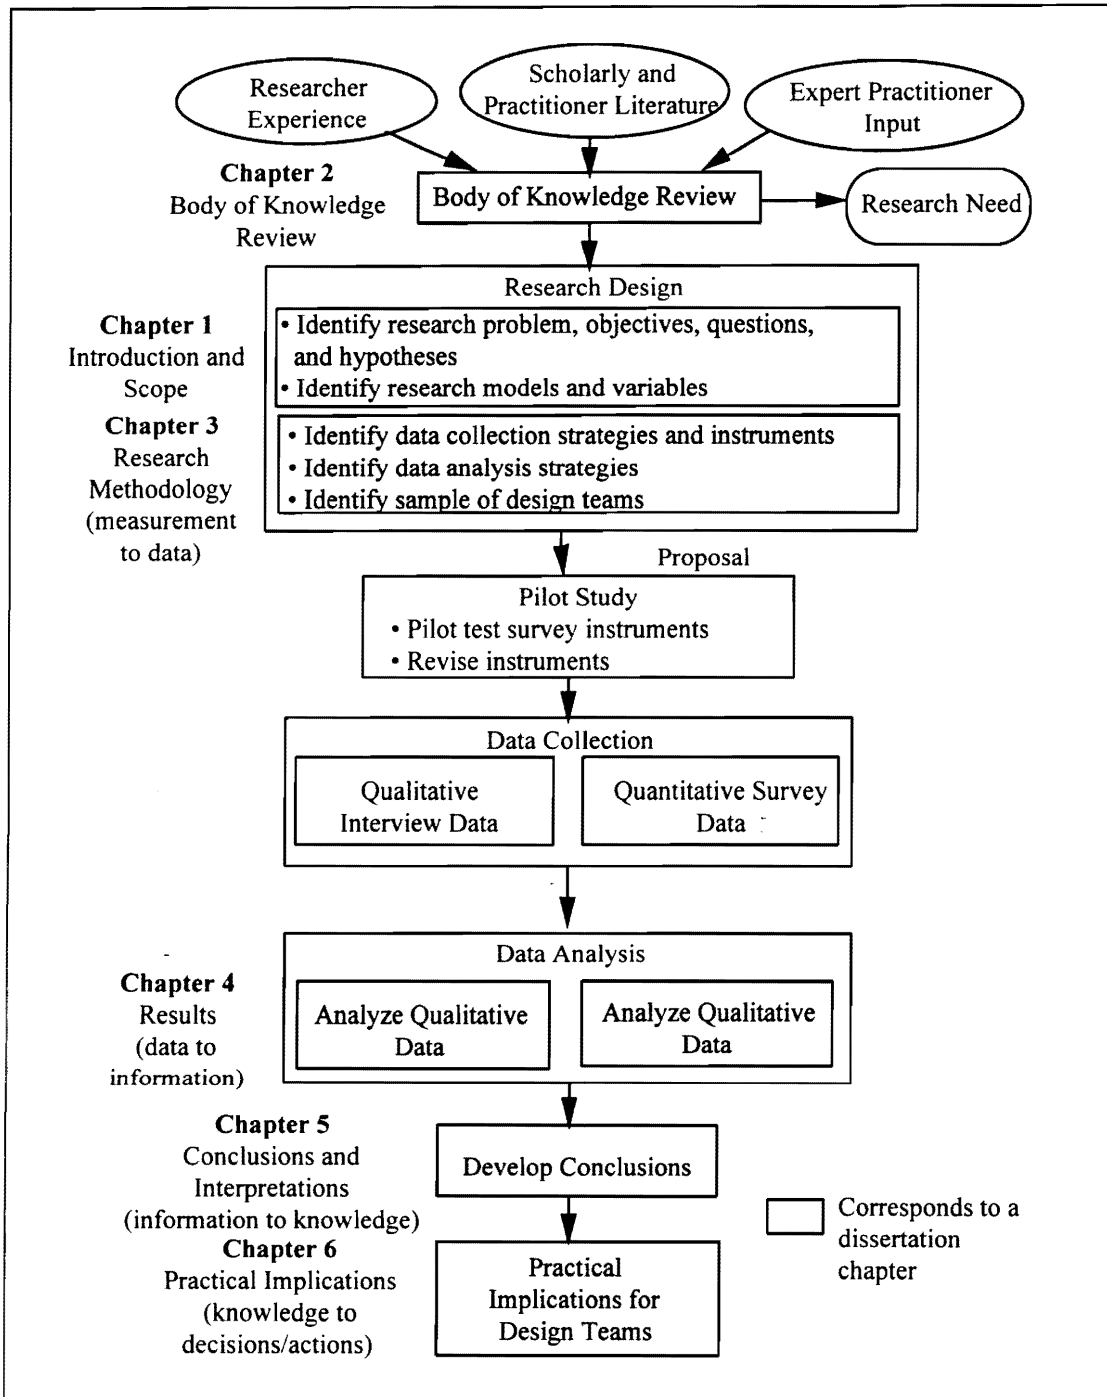 Researcher
Experience
Scholarly and
Practitioner Literature
Expert Practitioner
Input
Chapter 2
Body of Knowledge
Review
Body of Knowledge Review
Research Need
Research Design
Chapter 1
Introduction and
Scope
• Identify research problem, objectives, questions,
and hypotheses
• Identify research models and variables
Chapter 3
Research
Methodology
(measurement
to data)
• Identify data collection strategies and instruments
• Identify data analysis strategies
• Identify sample of design teams
Proposal
Pilot Study
• Pilot test survey instruments
• Revise instruments
Data Collection
Qualitative
Interview Data
Quantitative Survey
Data
Data Analysis
Chapter 4
Results
(data to
information)
Analyze Qualitative
Data
Analyze Qualitative
Data
Chapter 5
Conclusions and
Interpretations
(information to knowledge)
Develop Conclusions
Chapter 6
Practical Implications
(knowledge to
decisions/actions)
Practical
Implications for
Design Teams
Corresponds to a
dissertation
chapter